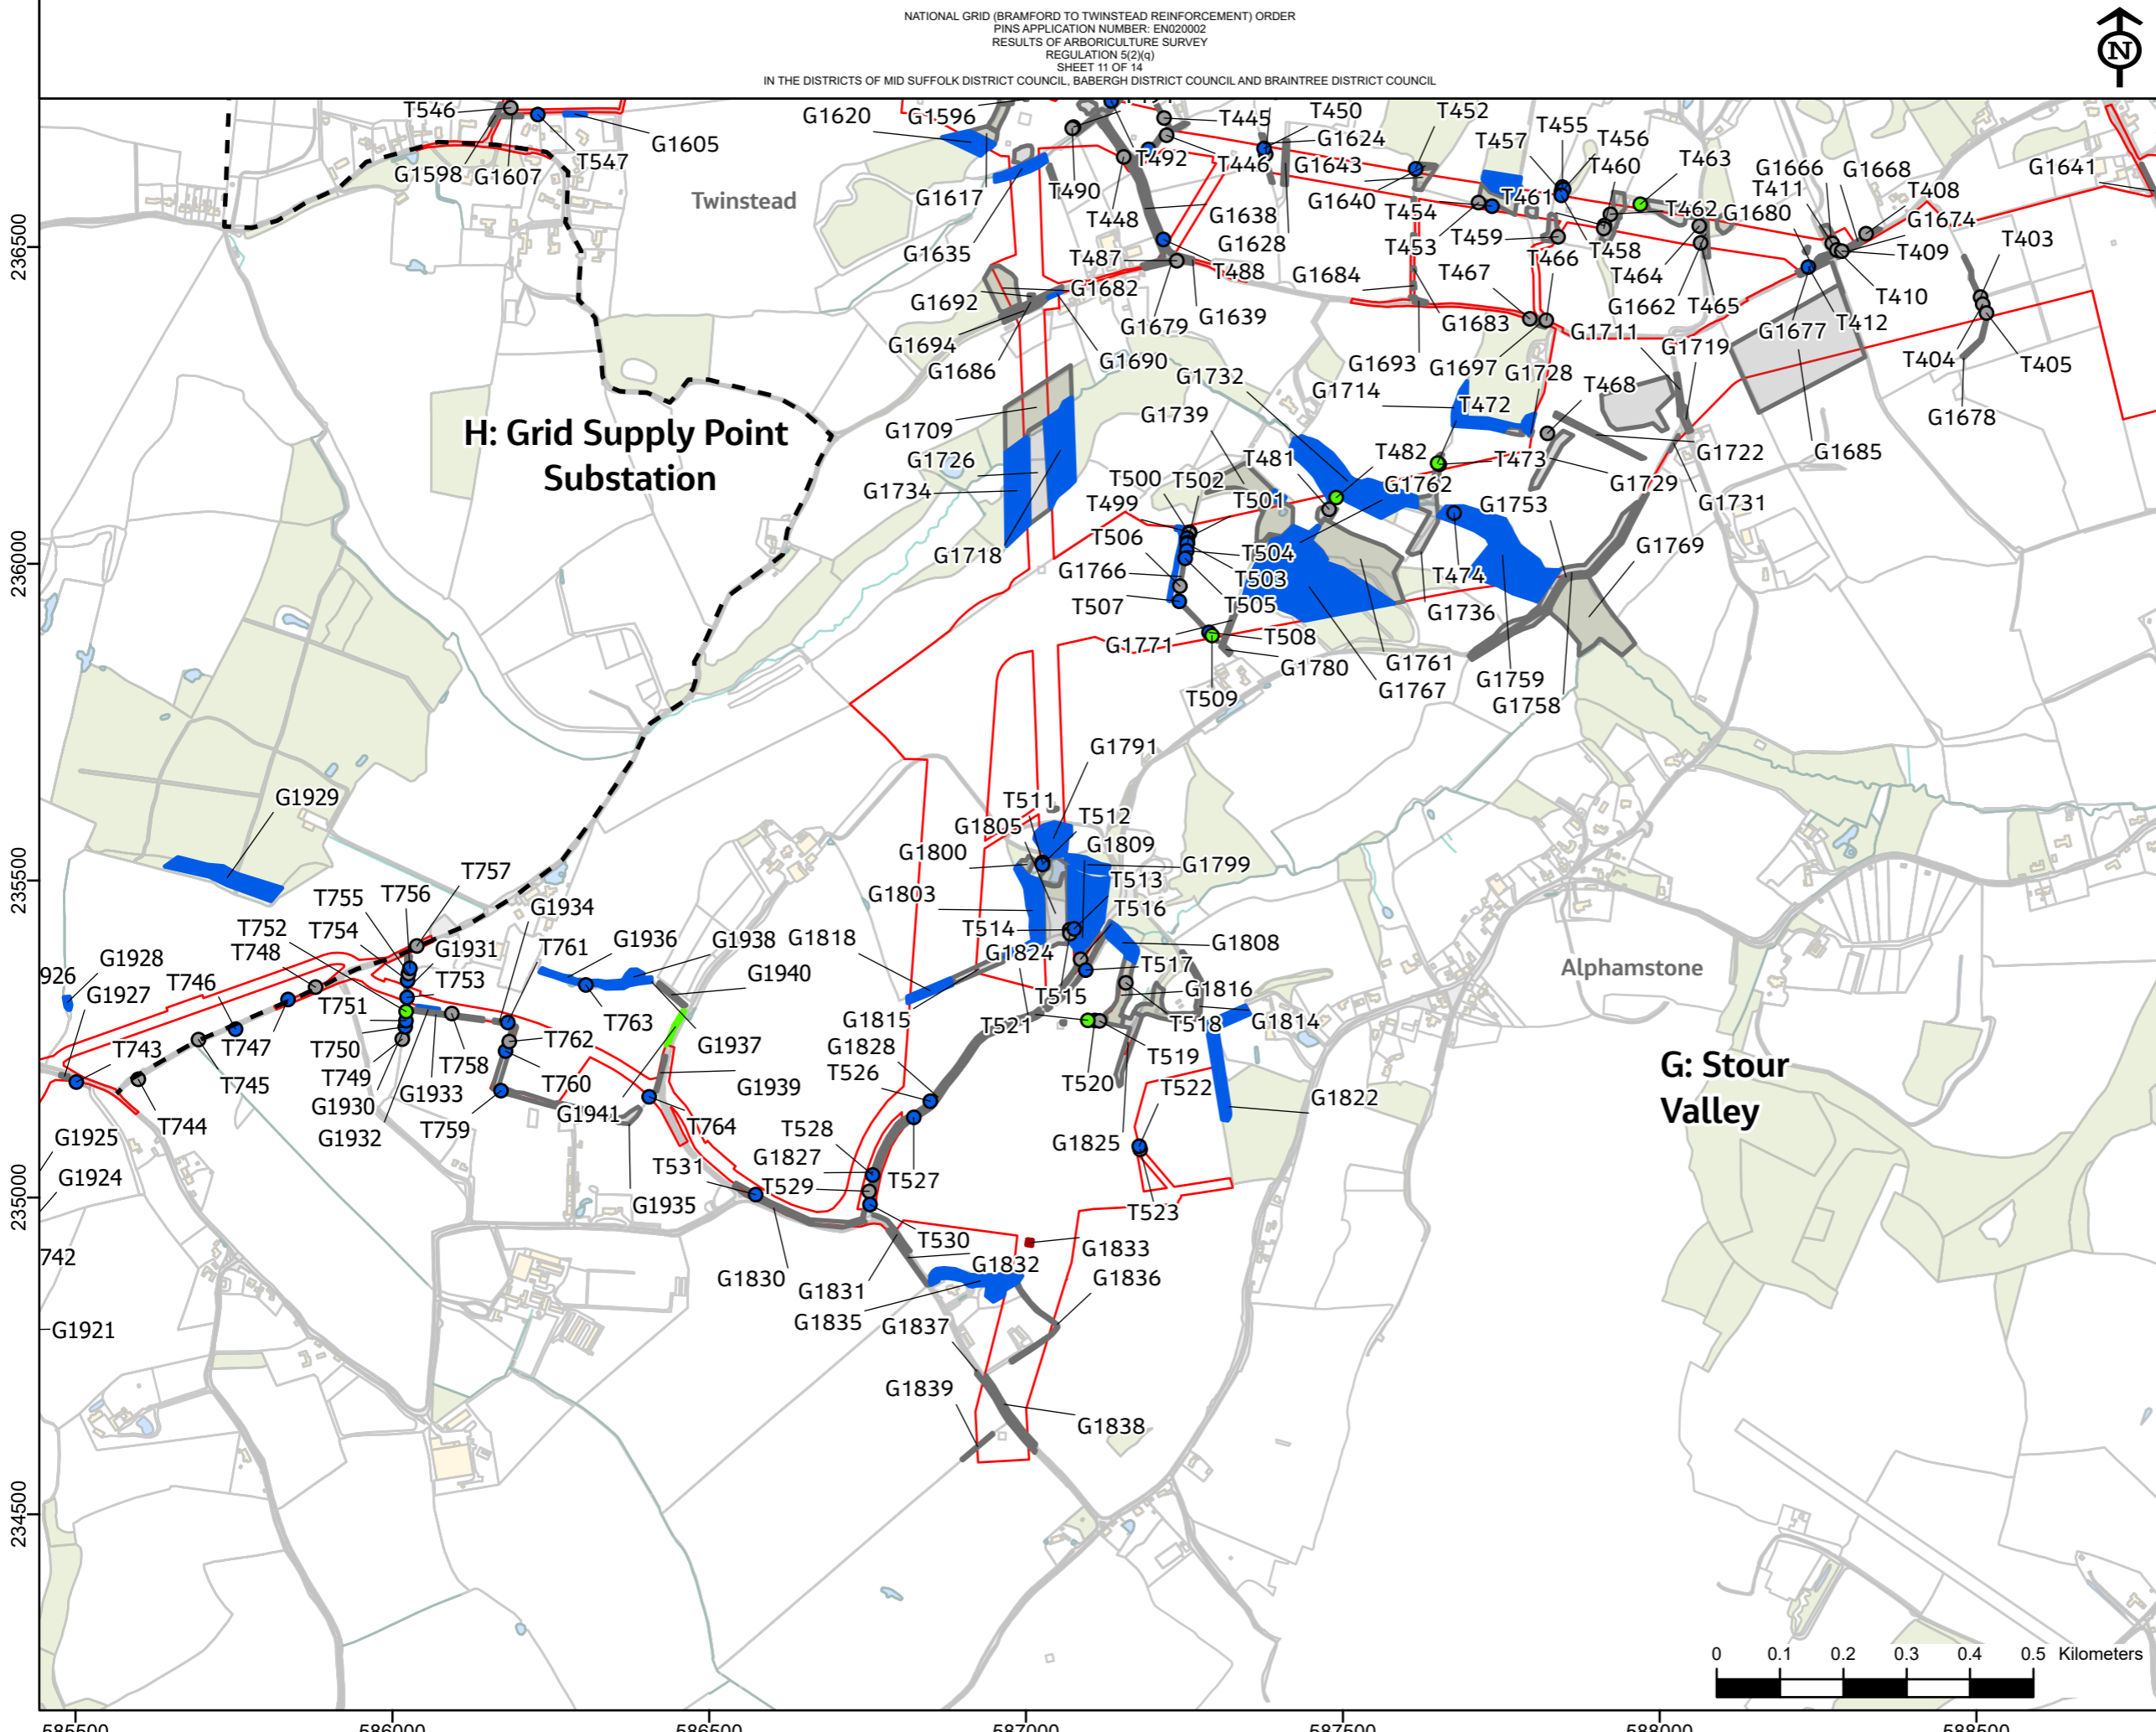 NATIONAL GRID (BRAMFORD TO TWINSTEAD REINFORCEMENT) ORDER
PINS APPLICATION NUMBER: EN020002
RESULTS OF ARBORICULTURE SURVEY
REGULATION 5(2)(q)
SHEET 11 OF 14
IN THE DISTRICTS OF MID SUFFOLK DISTRICT COUNCIL, BABERGH DISTRICT COUNCIL AND BRAINTREE DISTRICT COUNCIL
N
T546
G1605
T547
G1598 G1607
Twinstead
G1620
G1596
G1617
G1635
T490
T492
T445
T446
T448
G1638
G1628
T487
T488
T450
G1624
G1643
G1640
T452
T457
T455
T456
T460
T463
T454
T461
T462
G1680
T453
T459
T458
T466
T464
T467
G1662
T465
G1666
T411
G1668
T408
G1674
T409
T410
G1641
T403
G1692
G1682
G1694
G1686
G1679
G1639
G1690
G1684
G1683
G1693
G1697
G1711
G1719
G1728
G1677
T412
T404
T405
G1678
G1685
236500
H: Grid Supply Point
Substation
G1709
G1726
G1734
G1718
G1732
G1739
G1714
T472
T468
T481
T482
T473
G1722
G1729
G1731
T500
T502
T499
T501
G1762
G1753
T506
T504
G1769
G1766
T503
T474
T507
T505
G1736
G1771
T508
G1780
G1761
G1767
G1759
G1758
T509
236000
G1791
T511
T512
G1805
G1809
G1800
G1799
T513
G1803
T516
T514
G1824
G1808
G1818
T517
T515
G1816
G1815
T521
T518
G1814
G1828
T519
T526
T520
T522
G1822
G1929
T757
T755
T756
T752
T754
T748
G1931
G1934
T761
G1936
G1938
G1940
926
G1928
G1927
T746
T753
T751
T743
T747
T750
T762
T763
T758
G1937
T745
T749
T760
G1939
G1930
G1933
T744
G1932
T759
G1941
T764
235500
Alphamstone
G: Stour
Valley
G1925
G1924
T531
T528
G1827
T529
T527
G1825
G1935
T523
235000
742
T530
G1833
G1830
G1832
G1831
G1836
G1835
G1837
G1921
G1839
G1838
234500
0 0.1 0.2 0.3 0.4 0.5 Kilometers
585500 586000 586500 587000 587500 588000 588500